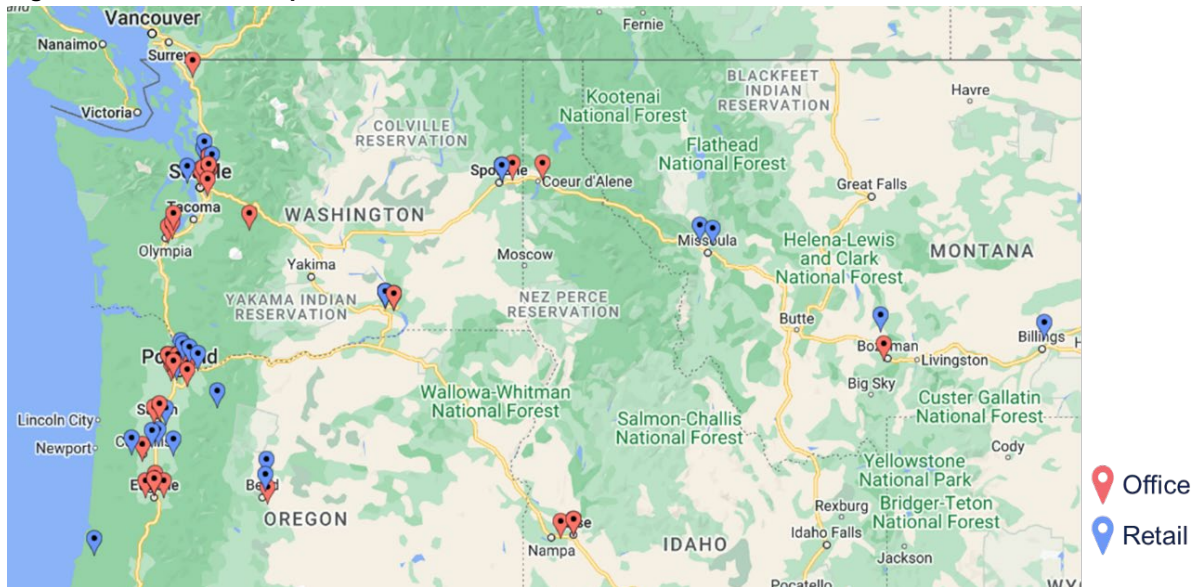 Vancouver
Fernie
Nanaimo
Surrey
BLACKFEET
INDIAN
RESERVATION
Havre
Kootenai
National Forest
Victoria
COLVILLE
RESERVATION
Flathead
National Forest
Coeur d'Alene
Great Falls
Tacoma
WASHINGTON
Missoula
Helena-Lewis
and Clark
National Forest
MONTANA
Olympia
Moscow
Yakima
YAKAMA INDIAN
RESERVATION
NEZ PERCE
RESERVATION
Butte
Billings
Livingston
Big Sky
Wallowa-Whitman
National Forest
Custer Gallatin
National Forest
Salmon-Challis
National Forest
Lincoln City
Newport
Cody
Yellowstone
National Park
Office
Rexburg
Bridger-Teton
National Forest
OREGON
Idaho Falls
Retail
Nampa
IDAHO
Jackson
Pocatello